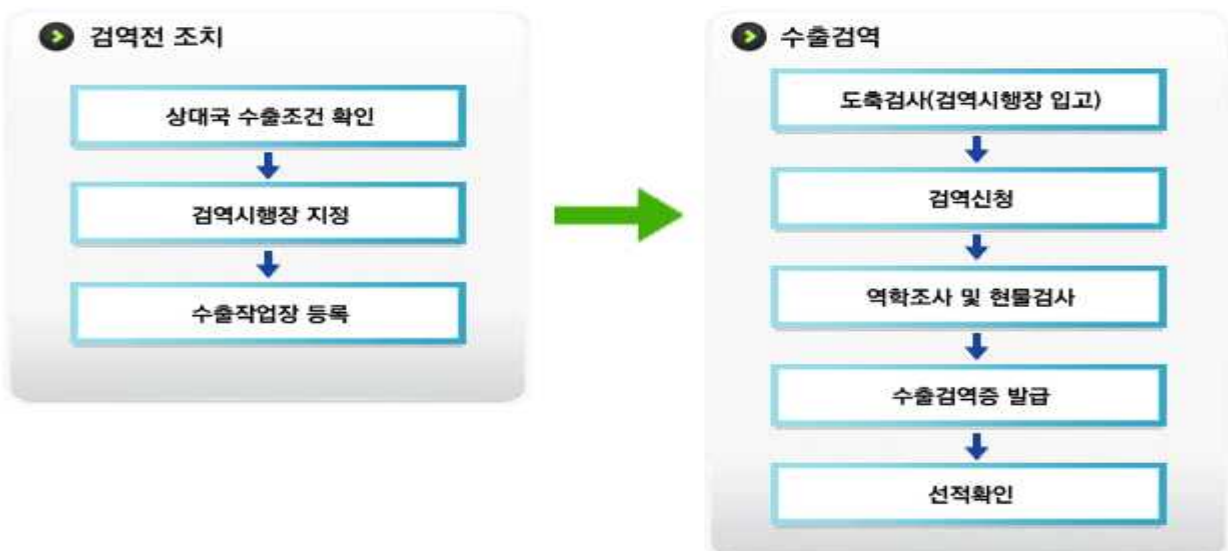 검역전 조치
상대국 수출조건 확인
검역시행장 지정
수출작업장 등록
수출검역
도축검사(검역시행장 입고)
검역신청
역학조사 및 현물검사
수출검역증 발급
선적확인